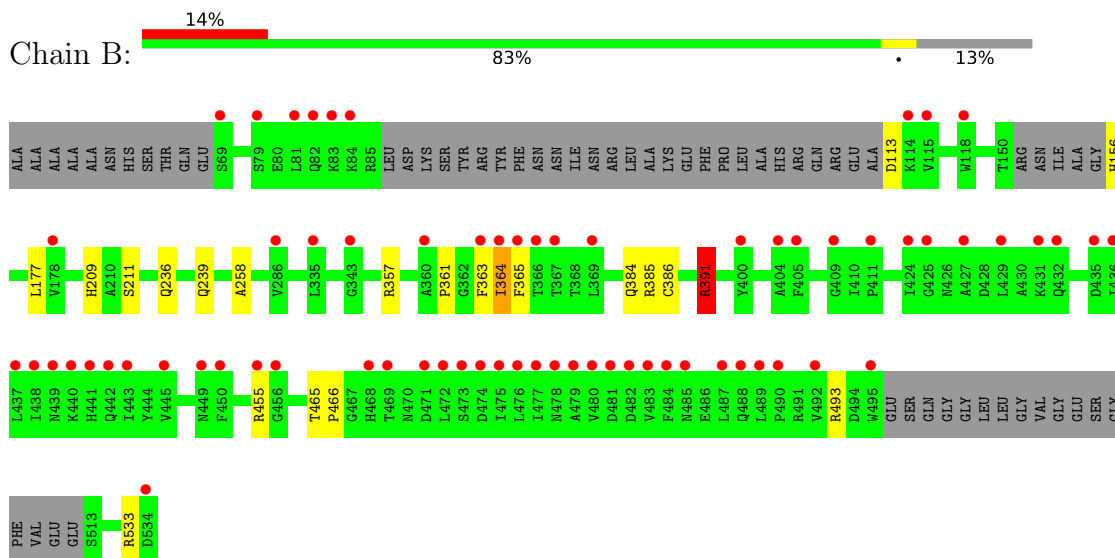 14%
Chain B:
83% • 13%
ALA ALA ALA ALA ALA ASN HIS SER THR GLN GLU S69 S79 E80 L81 Q82 K83 K84 R85 LEU ASP LYS SER TYR ARG TYR PHE ASN ASN ILE ASN ARG LEU ALA LYS GLU PHE PRO LEU ALA HIS ARG GLN ARG GLU ALA D113 K114 V115 W118 T150 ARG ASN ILE ALA GLY H156
L177 V178 H209 A210 S211 Q236 Q239 A258 V286 L335 G343 R357 A360 P361 G362 F363 I364 F365 T366 T367 T368 L369 Q384 R385 C386 R391 Y400 A404 F405 G409 I410 P411 I424 G425 N426 A427 D428 L429 A430 K431 Q432 D435 I436
L437 I438 N439 K440 H441 Q442 I443 Y444 V445 N449 F450 R455 G456 T465 P466 G467 H468 T469 N470 D471 L472 S473 D474 I475 L476 I477 N478 A479 V480 D481 D482 V483 F484 N485 E486 L487 Q488 L489 P490 R491 V492 R493 D494 W495 GLU SER GLN GLY GLY LEU LEU GLY VAL GLY GLU SER GLY
PHE VAL GLU GLU S513 R533 D534